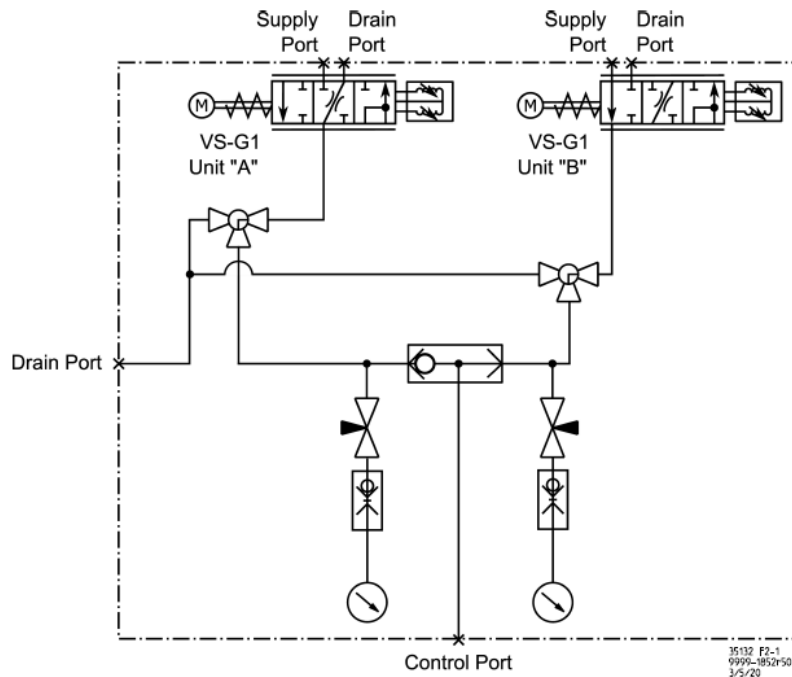 Supply
Port
Drain
Port
Supply
Port
Drain
Port
M
VS-G1
Unit "A"
M
VS-G1
Unit "B"
Drain Port
Control Port
35132 F2-1
9999-1852r50
3/5/20